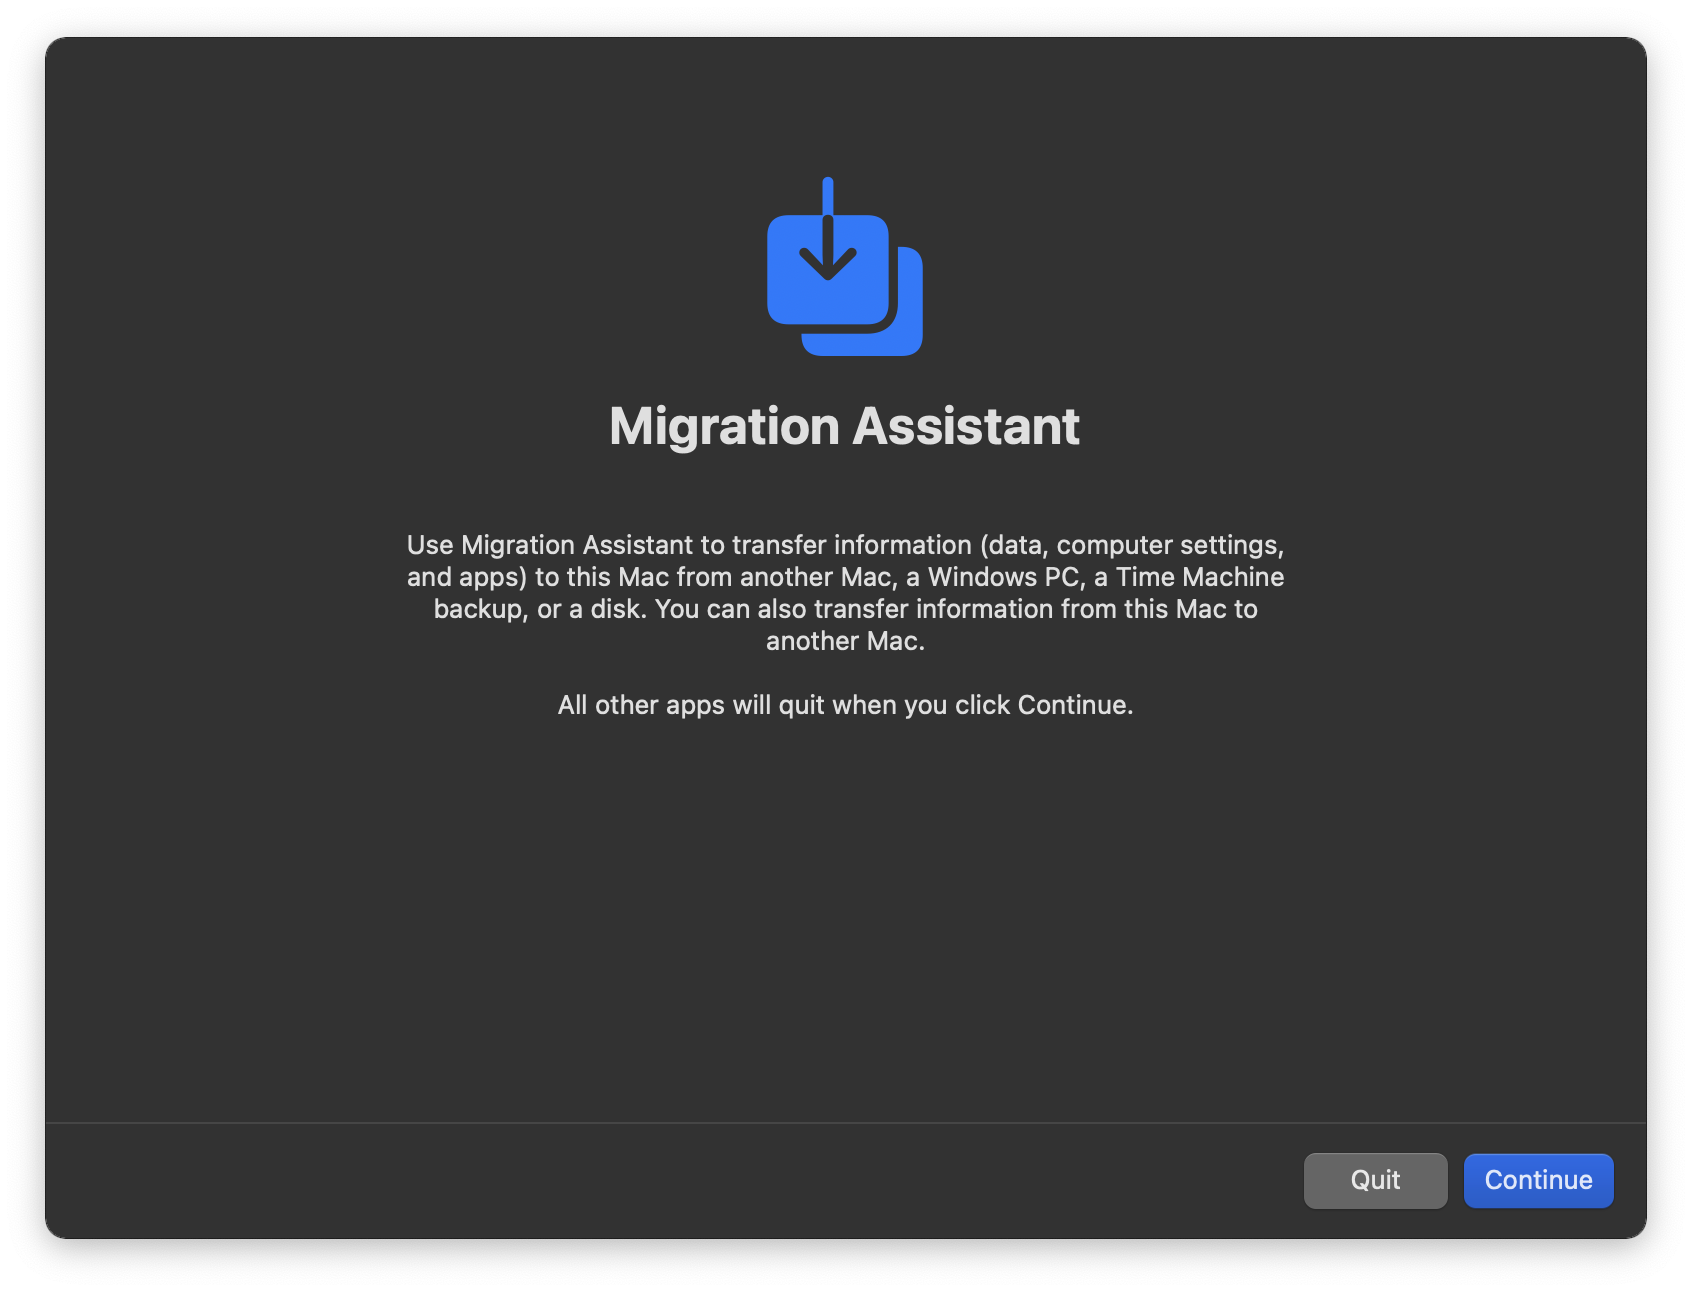 Migration Assistant
Use Migration Assistant to transfer information (data, computer settings,
and apps) to this Mac from another Mac, a Windows PC, a Time Machine
backup, or a disk. You can also transfer information from this Mac to
another Mac.
All other apps will quit when you click Continue.
Quit
Continue